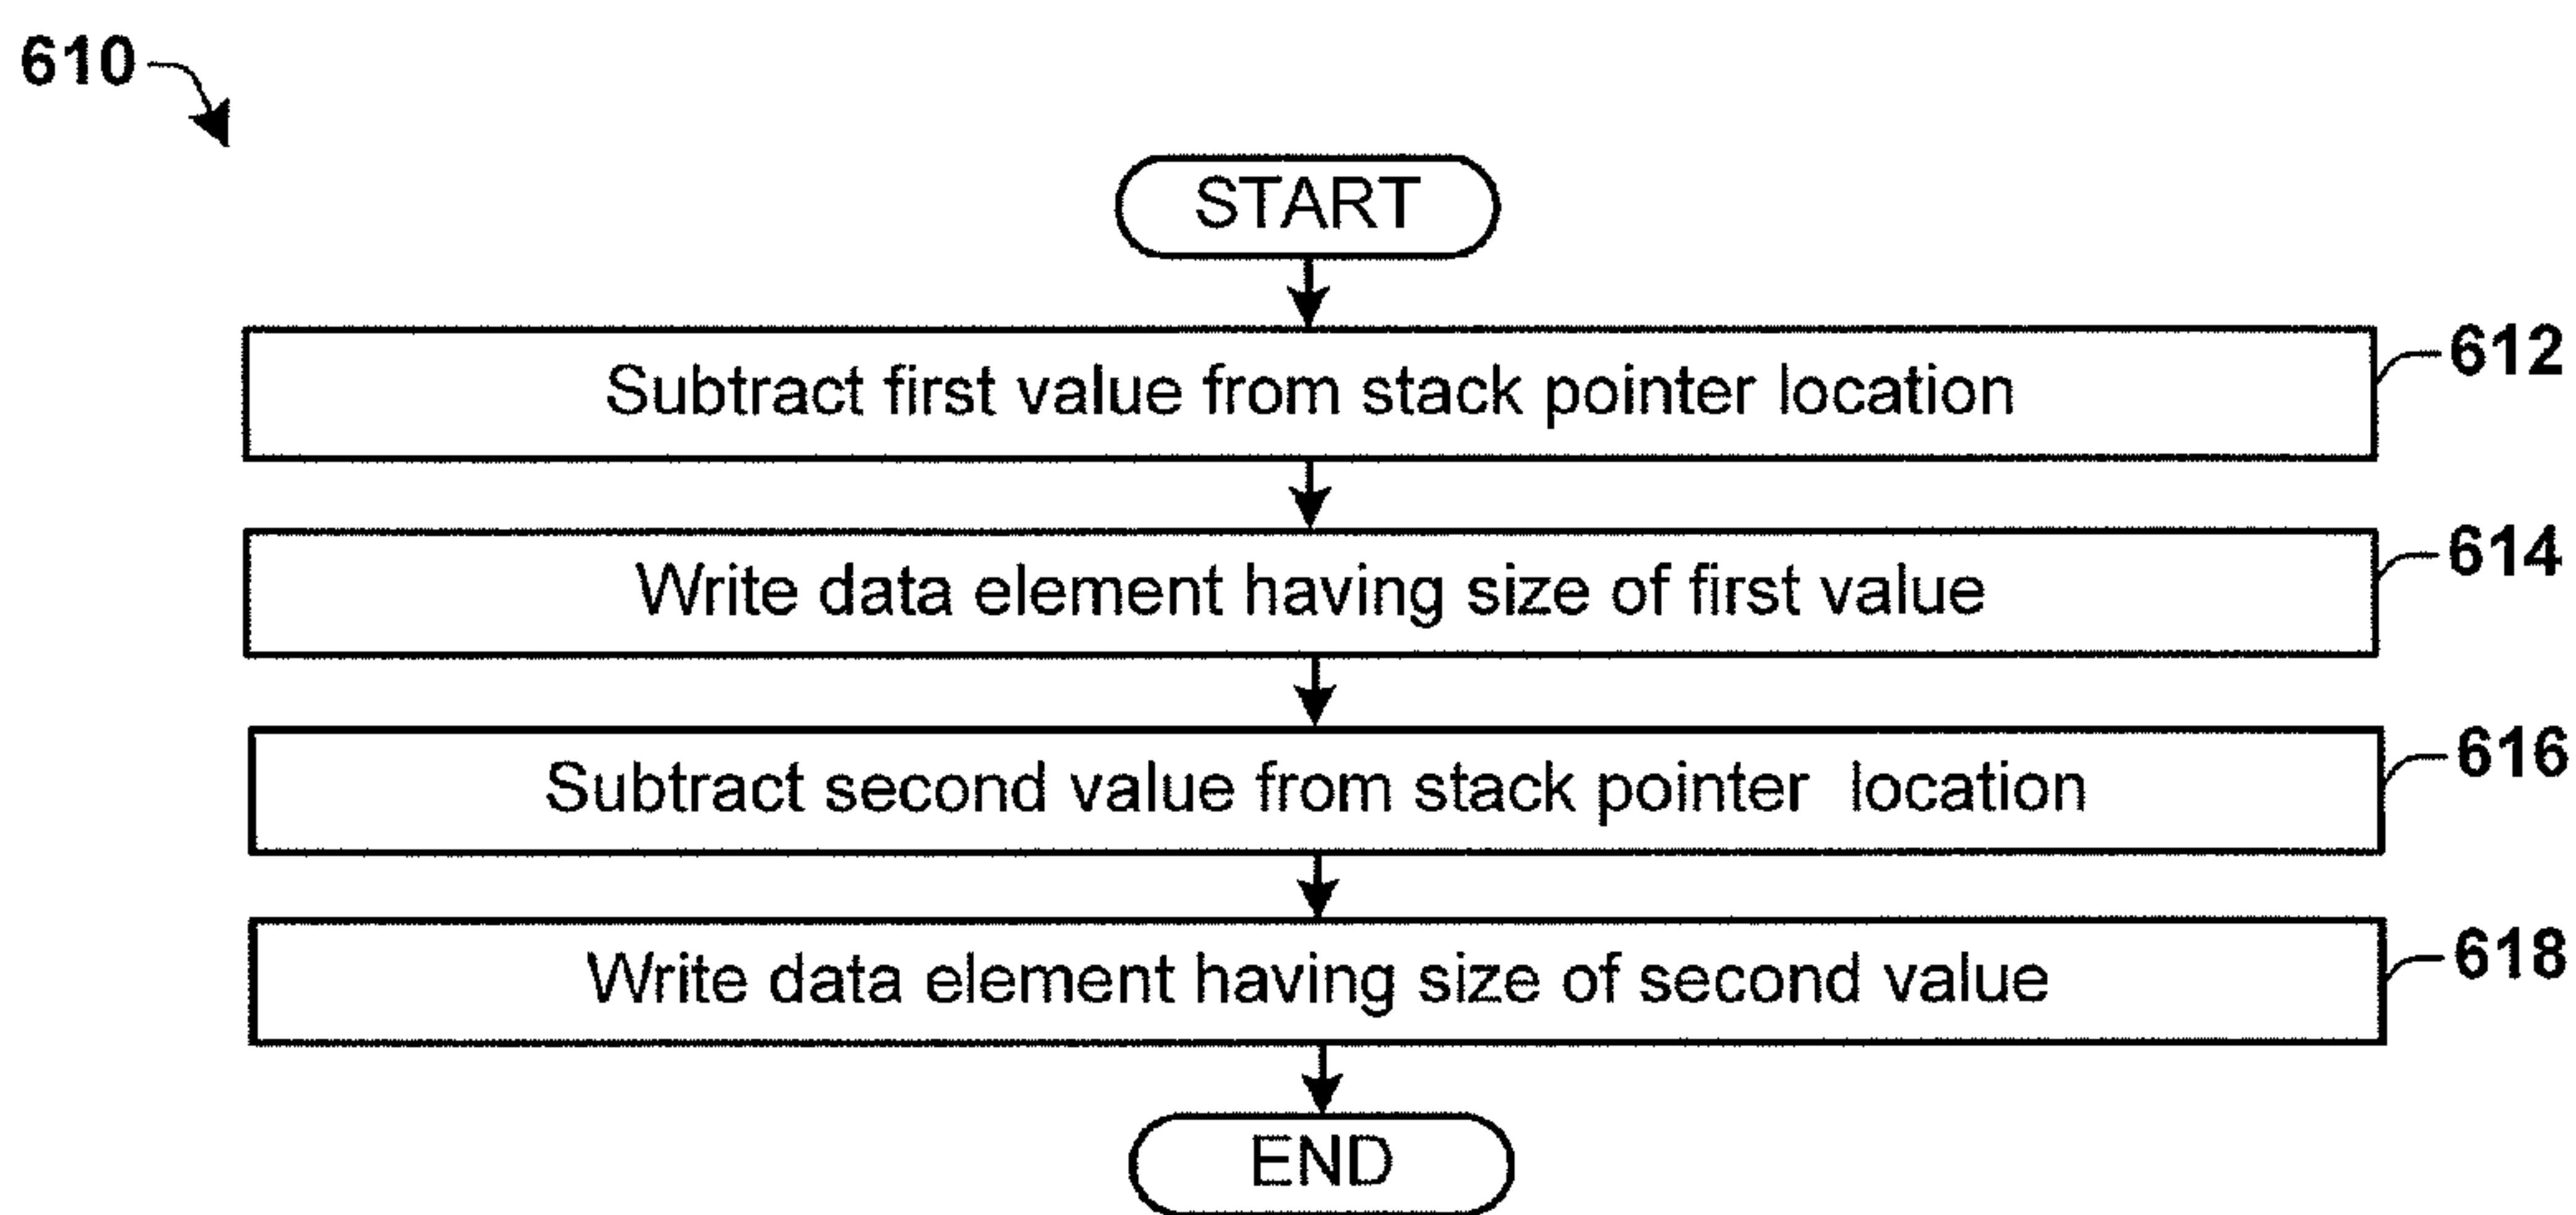 610
START
Subtract first value from stack pointer location
612
Write data element having size of first value
614
Subtract second value from stack pointer location
616
Write data element having size of second value
618
END